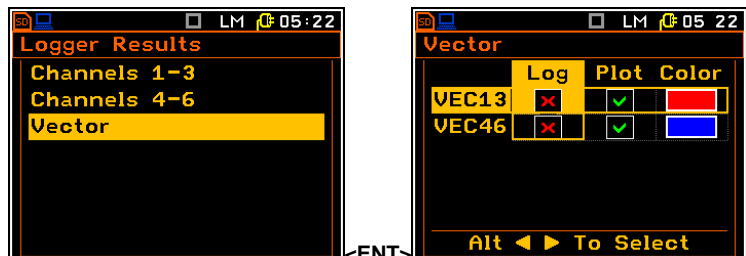 LM 05:22
Logger Results
Channels 1-3
Channels 4-6
Vector
<ENT>
LM 05 22
Vector
Log Plot Color
VEC13
VEC46
Alt ◀ ▶ To Select